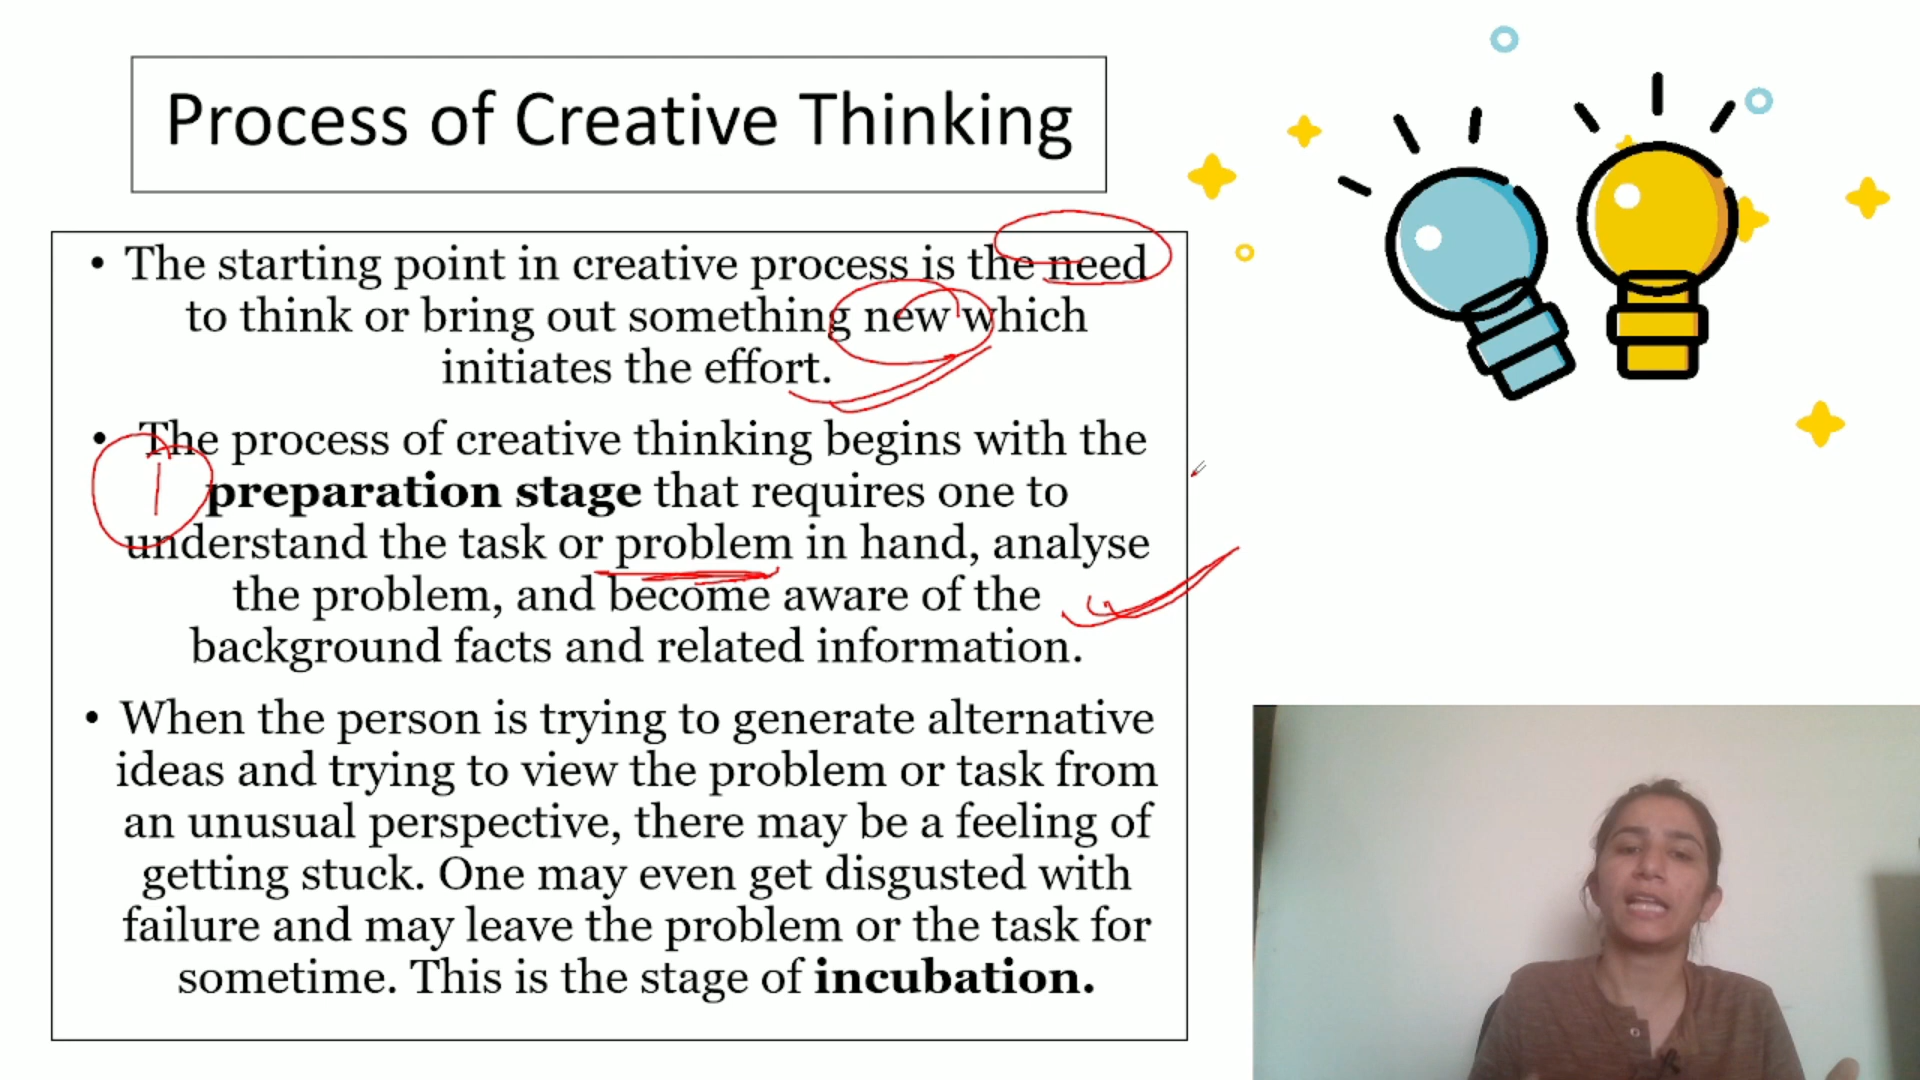 Process of Creative Thinking
• The starting point in creative process is the need
to think or bring out something new which
initiates the effort.
• The process of creative thinking begins with the
preparation stage that requires one to
understand the task or problem in hand, analyse
the problem, and become aware of the
background facts and related information.
• When the person is trying to generate alternative
ideas and trying to view the problem or task from
an unusual perspective, there may be a feeling of
getting stuck. One may even get disgusted with
failure and may leave the problem or the task for
sometime. This is the stage of incubation.
1